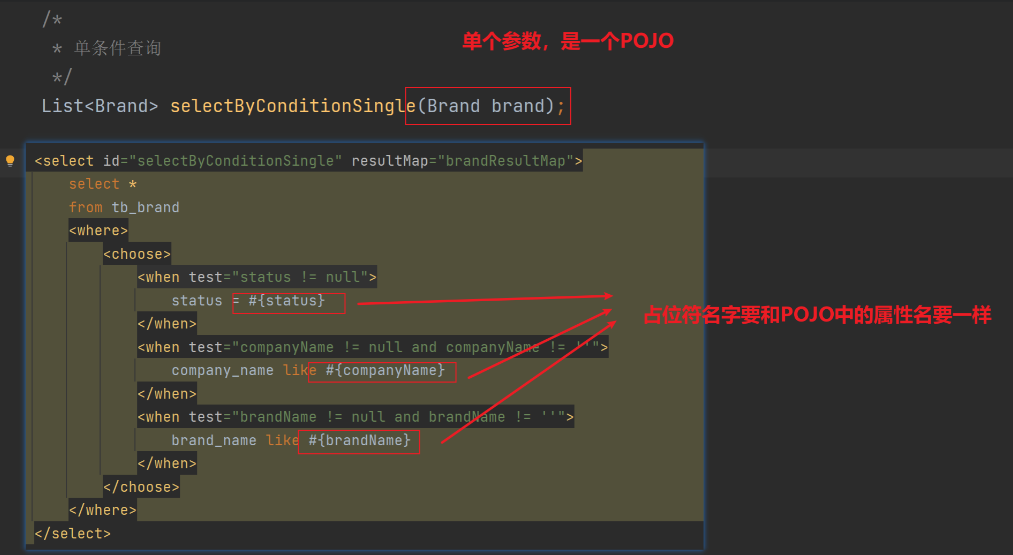 /*
* 单条件查询
*/
单个参数，是一个POJO
List<Brand> selectByConditionSingle(Brand brand);
<select id="selectByConditionSingle" resultMap="brandResultMap">
select *
from tb_brand
<where>
<choose>
<when test="status != null">
status = #{status}
</when>
<when test="companyName != null and companyName != ''">
company_name like #{companyName}
</when>
<when test="brandName != null and brandName != ''">
brand_name like #{brandName}
</when>
</choose>
</where>
</select>
占位符名字要和POJO中的属性名要一样